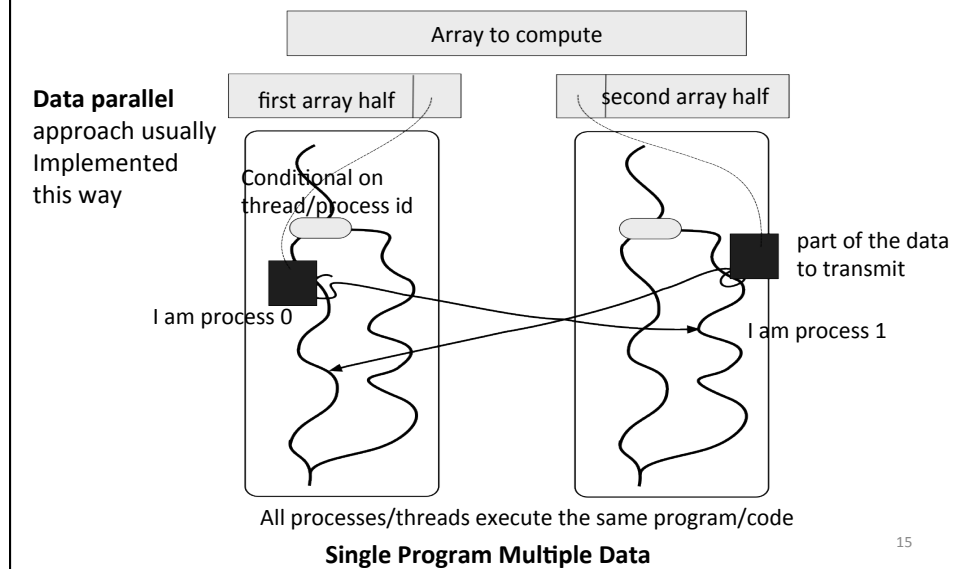 Array to compute
first array half
second array half
Data parallel
approach usually
Implemented
this way
Conditional on
thread/process id
part of the data
to transmit
I am process 0
I am process 1
All processes/threads execute the same program/code
Single Program Multiple Data
15